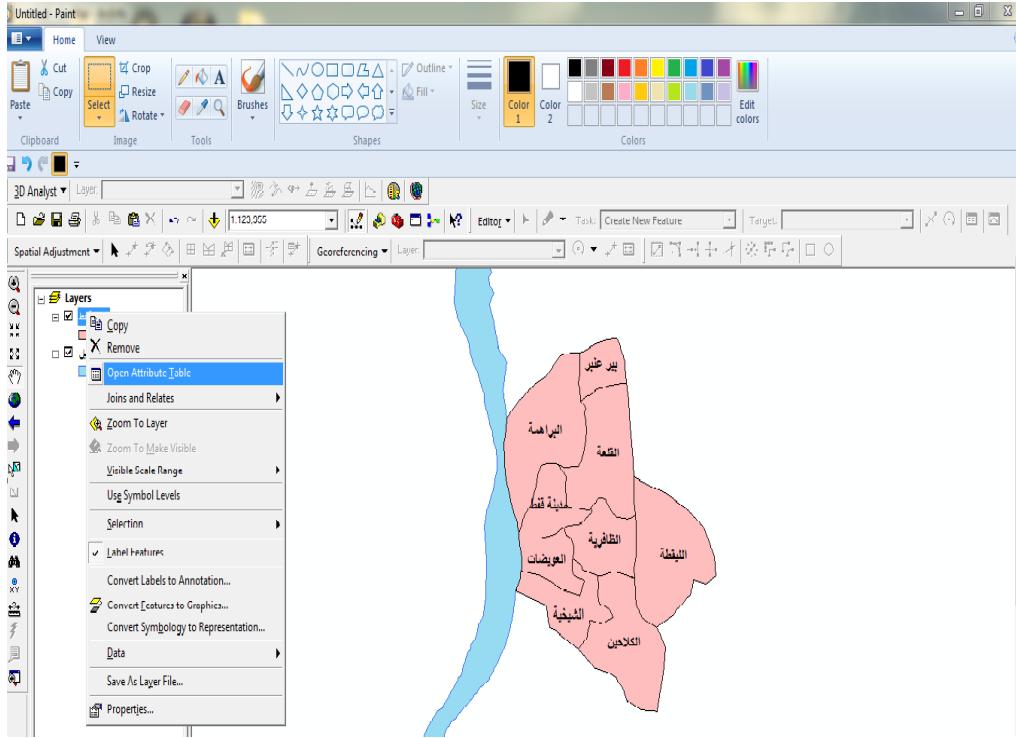 Untitled - Paint
Home View
Cut
Copy
Paste
Clipboard
Crop
Resize
Rotate
Select
Image
Tools
Brushes
Outline
Fill
Shapes
Size
Color 1
Color 2
Edit colors
Colors
3D Analyst Layer:
1:123,355 Editor Task: Create New Feature Target:
Spatial Adjustment Georeferencing Layer:
Layers
Copy
Remove
Open Attribute Table
Joins and Relates
Zoom To Layer
Zoom To Make Visible
Visible Scale Range
Use Symbol Levels
Selection
Label Features
Convert Labels to Annotation...
Convert Features to Graphics...
Convert Symbology to Representation...
Data
Save As Layer File...
Properties...
بير عنبر
البراهمة
القلعة
مدينة قفط
الظافرية
العويضات
اللقيطة
الشيخية
الكلاحين